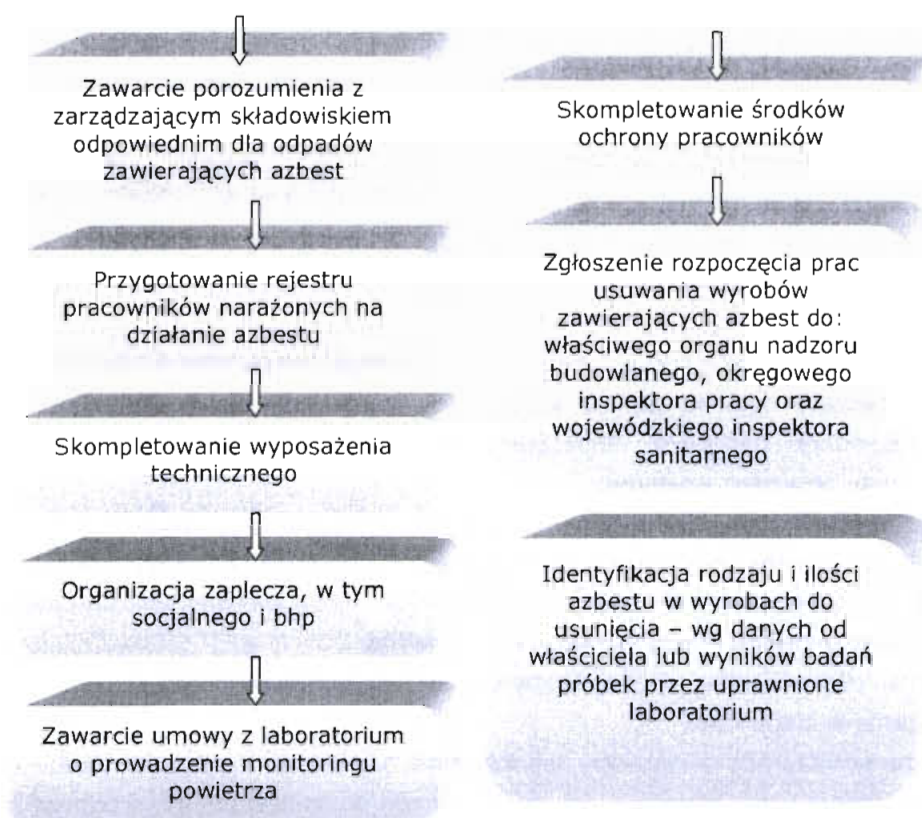 Zawarcie porozumienia z
zarządzającym składowiskiem
odpowiednim dla odpadów
zawierających azbest
Przygotowanie rejestru
pracowników narażonych na
działanie azbestu
Skompletowanie wyposażenia
technicznego
Organizacja zaplecza, w tym
socjalnego i bhp
Zawarcie umowy z laboratorium
o prowadzenie monitoringu
powietrza
Skompletowanie środków
ochrony pracowników
Zgłoszenie rozpoczęcia prac
usuwania wyrobów
zawierających azbest do:
właściwego organu nadzoru
budowlanego, okręgowego
inspektora pracy oraz
wojewódzkiego inspektora
sanitarnego
Identyfikacja rodzaju i ilości
azbestu w wyrobach do
usunięcia – wg danych od
właściciela lub wyników badań
próbek przez uprawnione
laboratorium